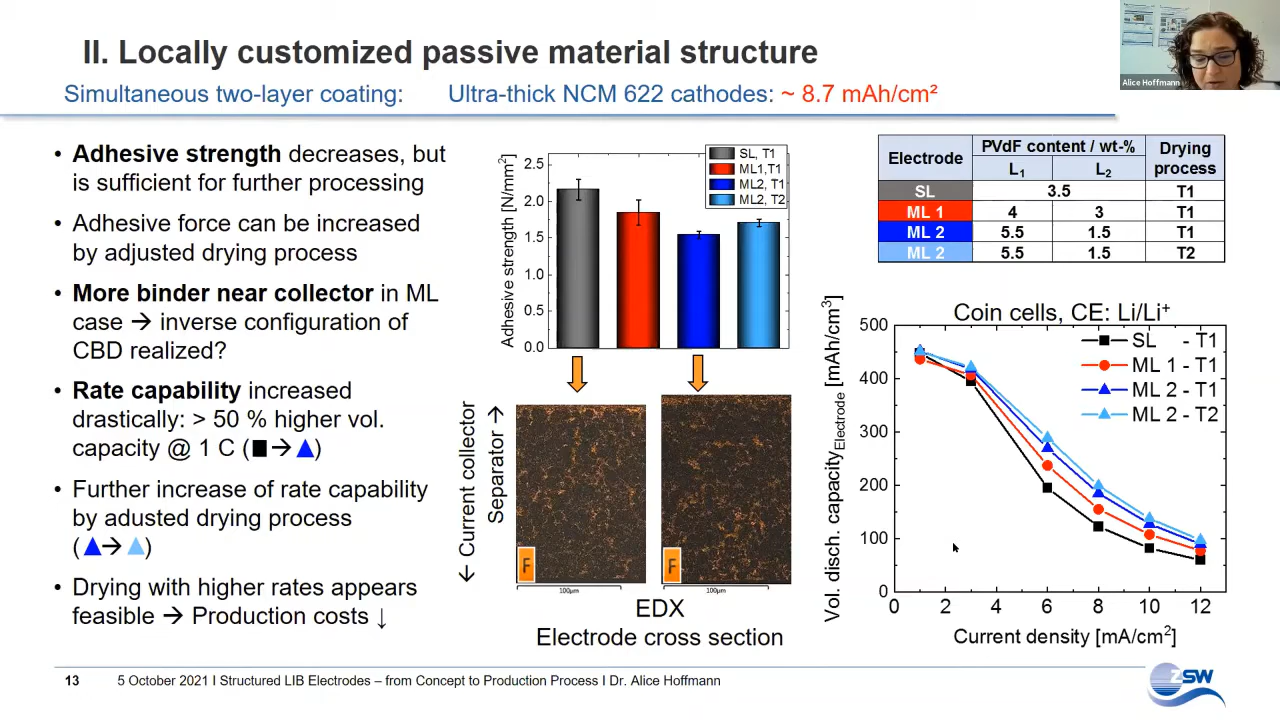 II. Locally customized passive material structure
Simultaneous two-layer coating: Ultra-thick NCM 622 cathodes: ~ 8.7 mAh/cm²
Alice Hoffmann
• Adhesive strength decreases, but
is sufficient for further processing
• Adhesive force can be increased
by adjusted drying process
• More binder near collector in ML
case → inverse configuration of
CBD realized?
• Rate capability increased
drastically: > 50 % higher vol.
capacity @ 1 C (■→▲)
• Further increase of rate capability
by adusted drying process
(▲→▲)
• Drying with higher rates appears
feasible → Production costs ↓
Adhesive strength [N/mm²]
2.5
2.0
1.5
1.0
0.5
0.0
SL, T1
ML1,T1
ML2, T1
ML2, T2
← Current collector
Separator →
F
100µm
F
100µm
EDX
Electrode cross section
Electrode PVdF content / wt-% Drying process
L₁ L₂
SL 3.5 T1
ML 1 4 3 T1
ML 2 5.5 1.5 T1
ML 2 5.5 1.5 T2
Coin cells, CE: Li/Li⁺
Vol. disch. capacity Electrode [mAh/cm³]
500
400
300
200
100
0
SL - T1
ML 1 - T1
ML 2 - T1
ML 2 - T2
0 2 4 6 8 10 12
Current density [mA/cm²]
13 5 October 2021 I Structured LIB Electrodes – from Concept to Production Process I Dr. Alice Hoffmann
ZSW